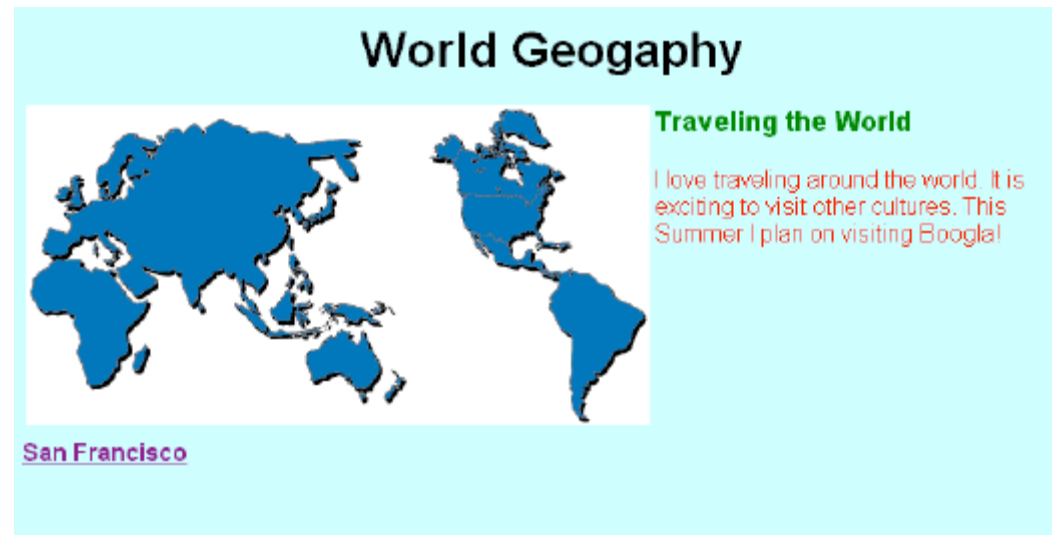 World Geogaphy
Traveling the World
I love traveling around the world. It is
exciting to visit other cultures. This
Summer I plan on visiting Boogla!
San Francisco